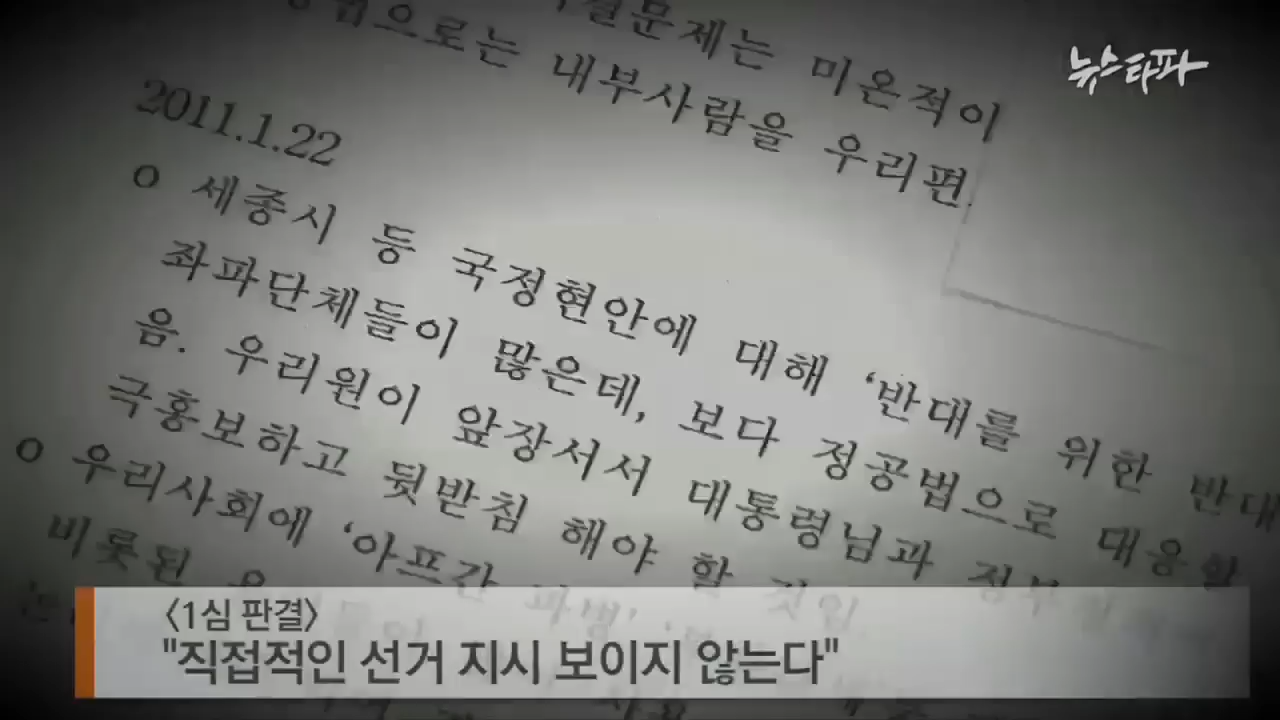 뉴스타파
문제는 미온적이
으로는 내부사람을 우리편
2011.1.22
o 세종시 등 국정현안에 대해 '반대를 위한 반대
좌파단체들이 많은데, 보다 정공법으로 대응할
음. 우리원이 앞장서서 대통령님과
극홍보하고 뒷받침 해야 할 것임
o 우리사회에 '아프간 파병'
비롯된
〈1심 판결〉
"직접적인 선거 지시 보이지 않는다"